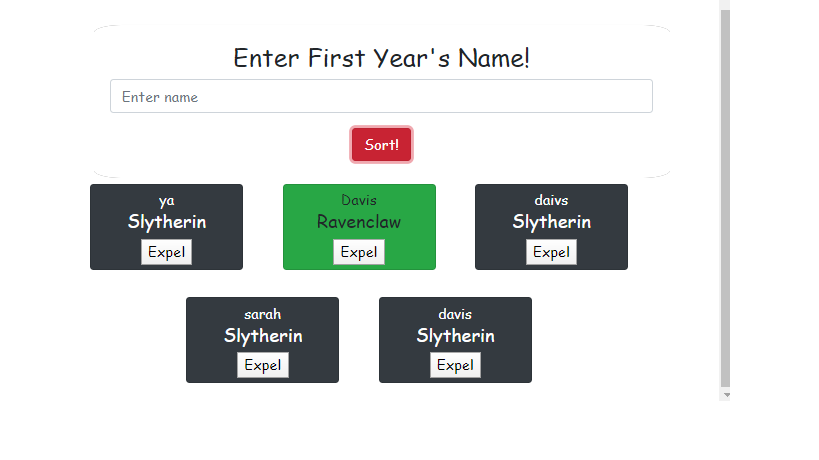 Enter First Year's Name!
Enter name
Sort!
ya
Slytherin
Expel
Davis
Ravenclaw
Expel
daivs
Slytherin
Expel
sarah
Slytherin
Expel
davis
Slytherin
Expel